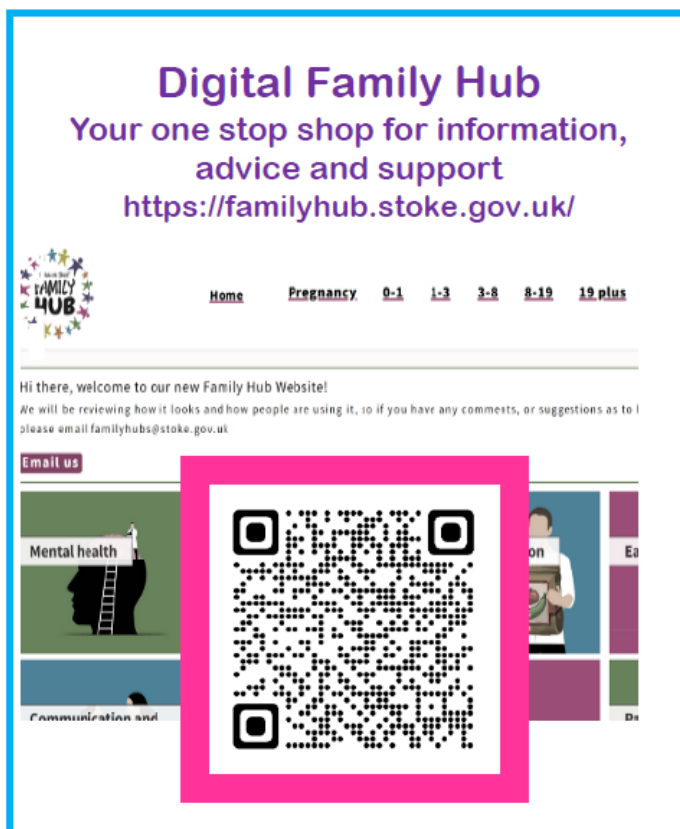 Digital Family Hub
Your one stop shop for information,
advice and support
https://familyhub.stoke.gov.uk/
FAMILY
HUB
Home Pregnancy 0-1 1-3 3-8 8-19 19 plus
Hi there, welcome to our new Family Hub Website!
We will be reviewing how it looks and how people are using it, so if you have any comments, or suggestions as to
please email familyhubs@stoke.gov.uk
Email us
Mental health
on
Ea
Communication and